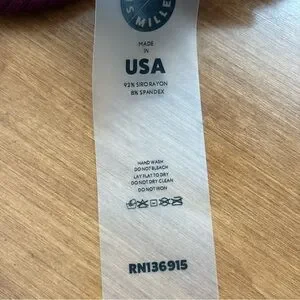 S MILLE
MADE
IN
USA
92% SIRO RAYON
8% SPANDEX
HAND WASH
DO NOT BLEACH
LAY FLAT TO DRY
DO NOT DRY CLEAN
DO NOT IRON
RN136915